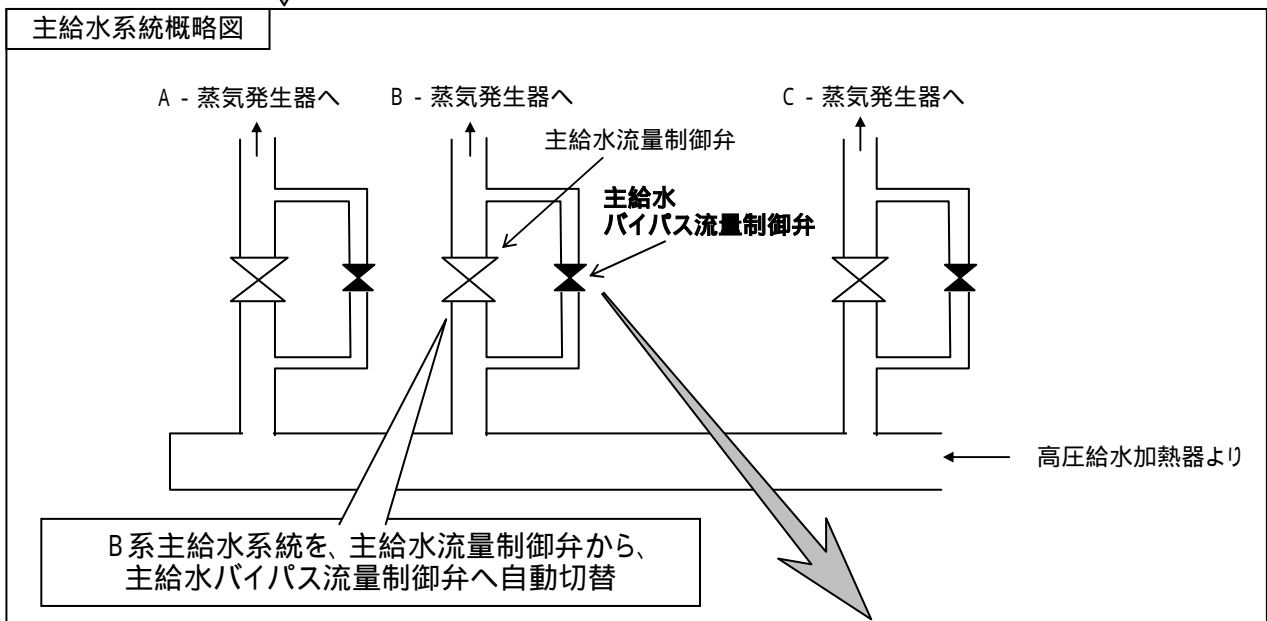 主給水系統概略図
A - 蒸気発生器へ
B - 蒸気発生器へ
C - 蒸気発生器へ
主給水流量制御弁
主給水
バイパス流量制御弁
高圧給水加熱器より
B系主給水系統を、主給水流量制御弁から、
主給水バイパス流量制御弁へ自動切替